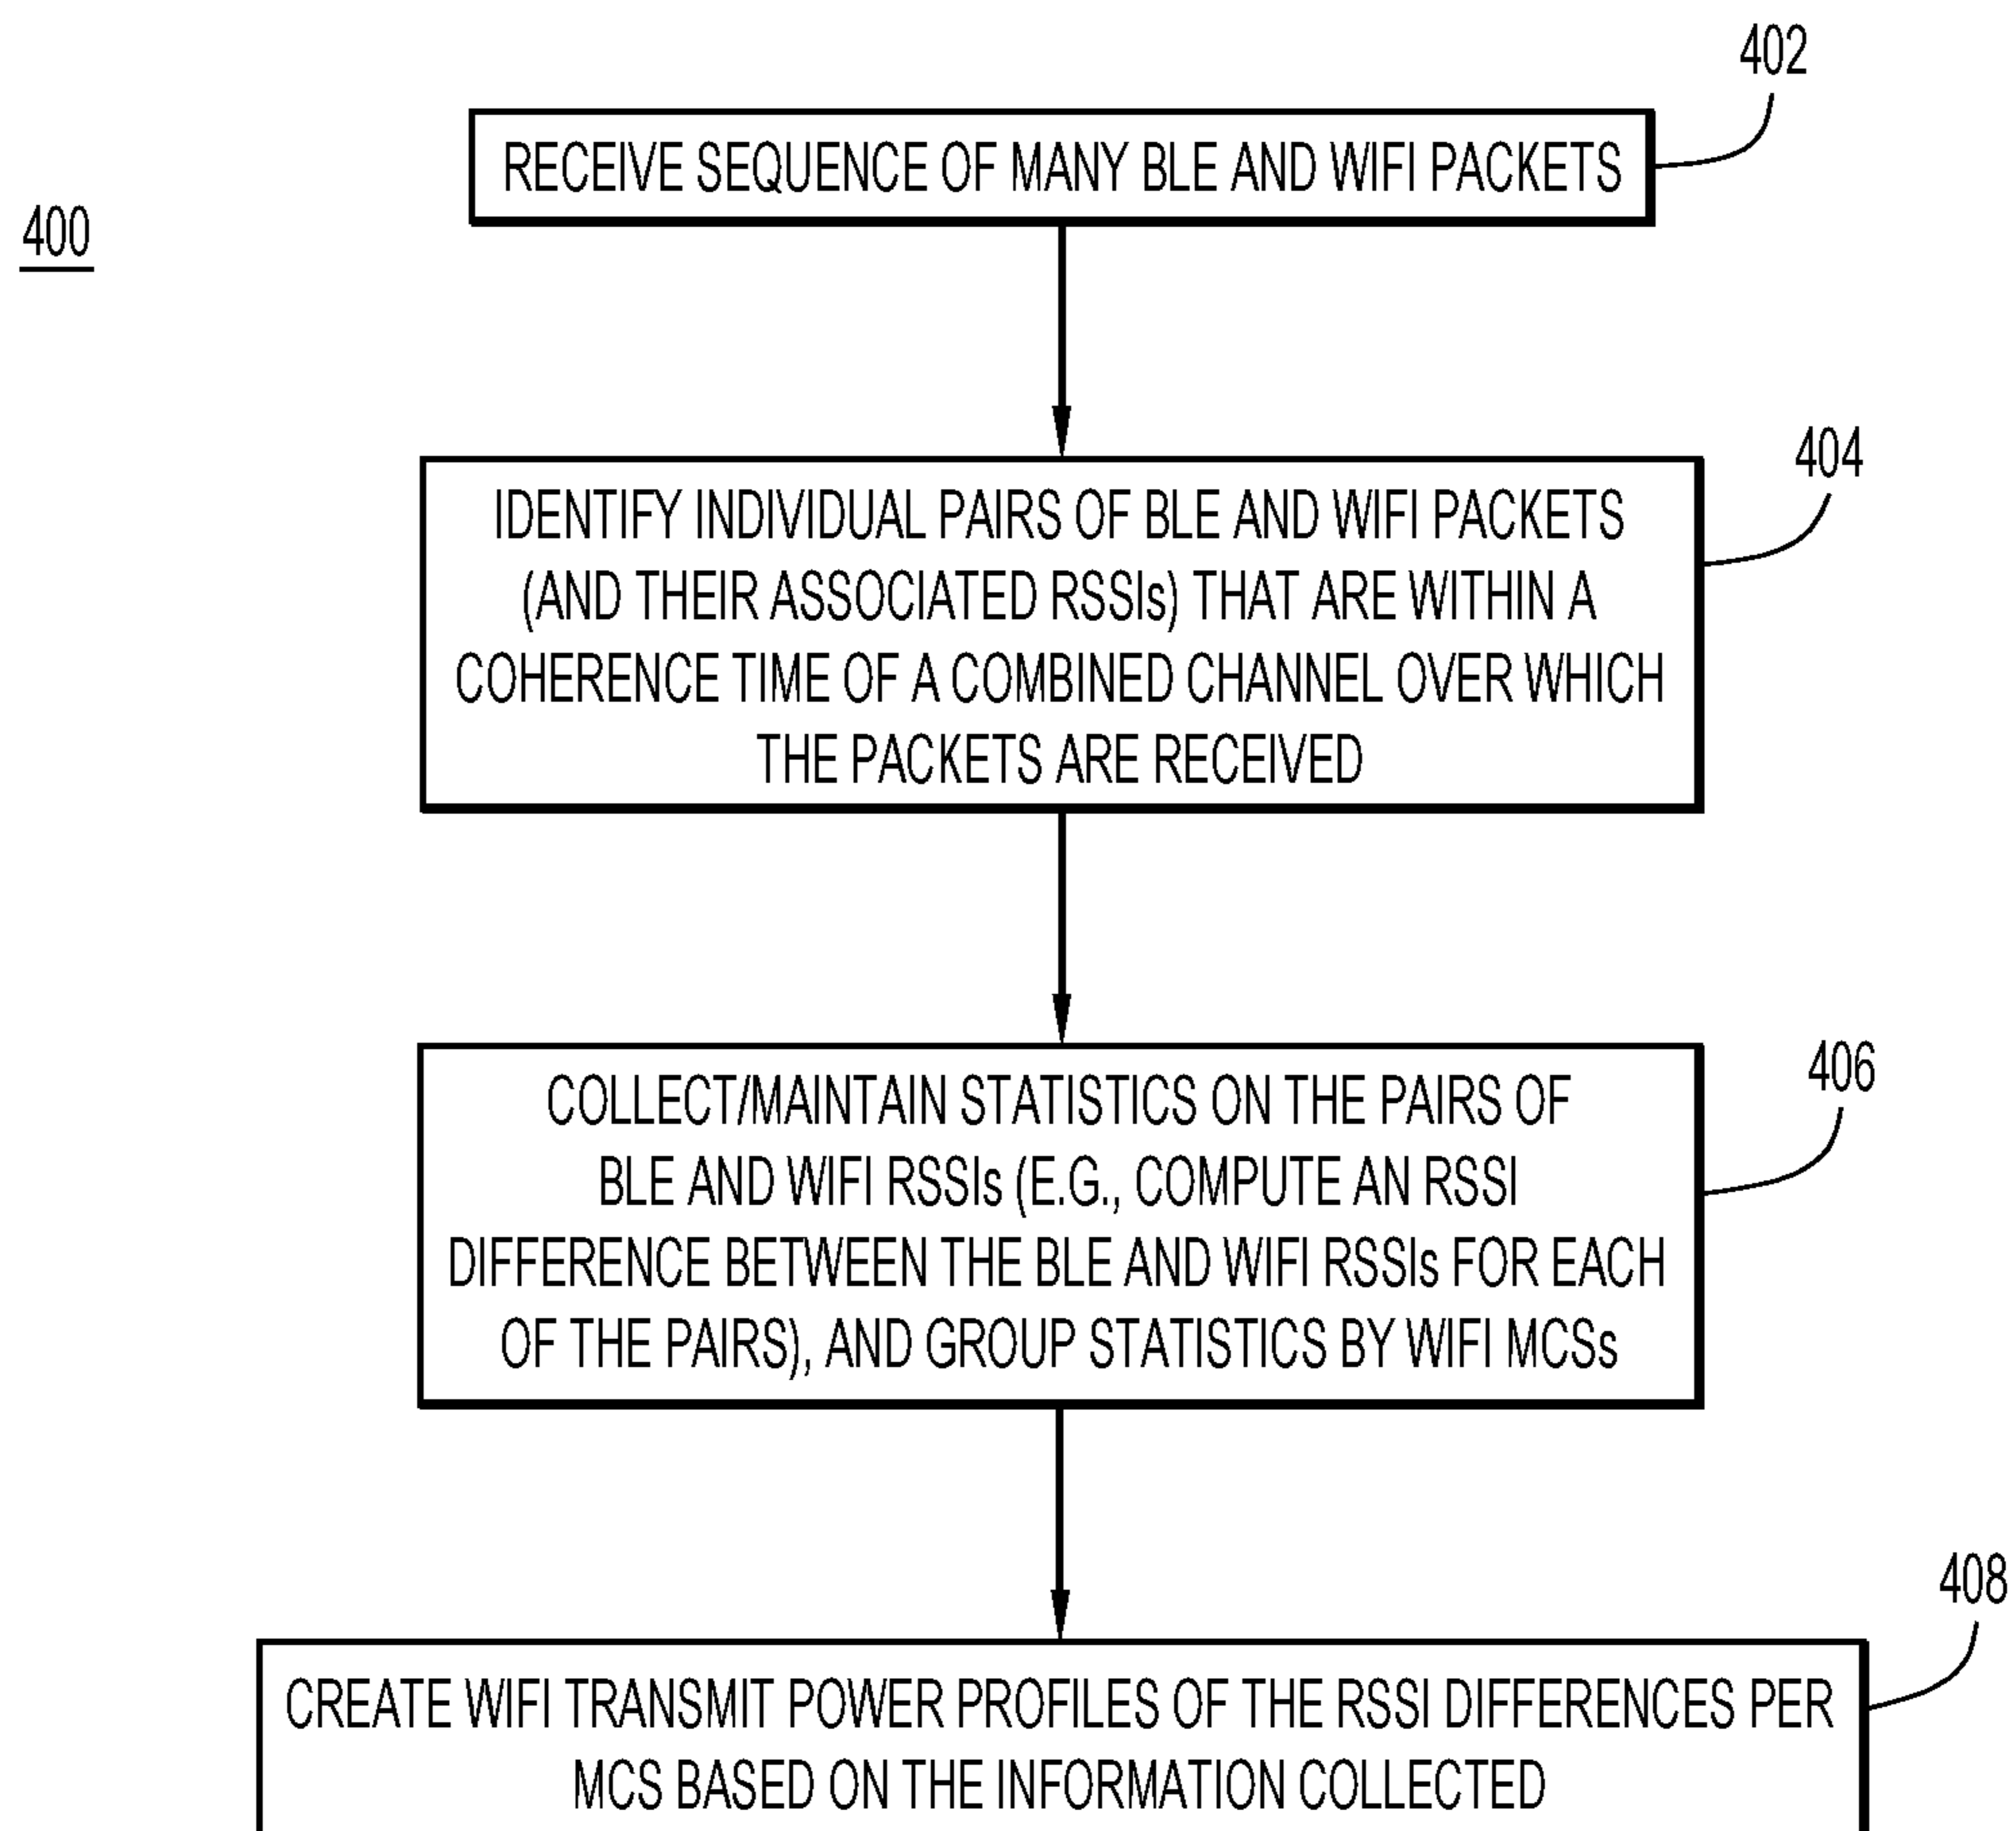 402
RECEIVE SEQUENCE OF MANY BLE AND WIFI PACKETS
400
404
IDENTIFY INDIVIDUAL PAIRS OF BLE AND WIFI PACKETS
(AND THEIR ASSOCIATED RSSIs) THAT ARE WITHIN A
COHERENCE TIME OF A COMBINED CHANNEL OVER WHICH
THE PACKETS ARE RECEIVED
406
COLLECT/MAINTAIN STATISTICS ON THE PAIRS OF
BLE AND WIFI RSSIs (E.G., COMPUTE AN RSSI
DIFFERENCE BETWEEN THE BLE AND WIFI RSSIs FOR EACH
OF THE PAIRS), AND GROUP STATISTICS BY WIFI MCSs
408
CREATE WIFI TRANSMIT POWER PROFILES OF THE RSSI DIFFERENCES PER
MCS BASED ON THE INFORMATION COLLECTED